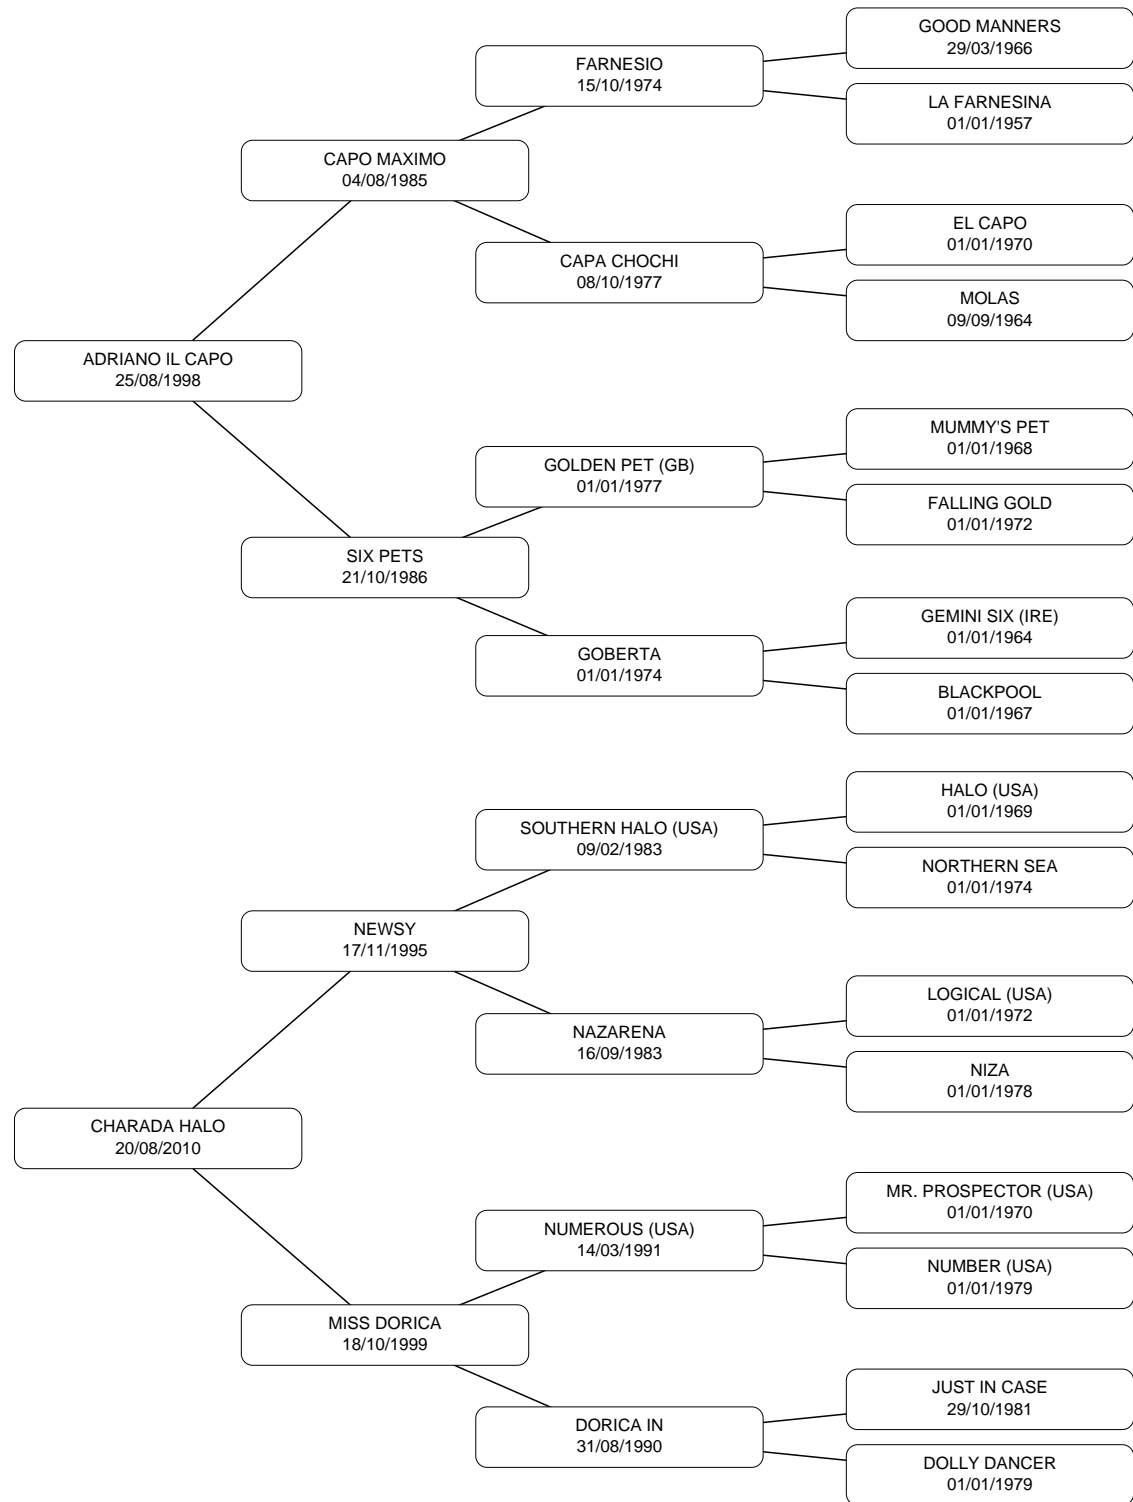 GOOD MANNERS
29/03/1966
FARNESIO
15/10/1974
LA FARNESINA
01/01/1957
CAPO MAXIMO
04/08/1985
EL CAPO
01/01/1970
CAPA CHOCHI
08/10/1977
MOLAS
09/09/1964
ADRIANO IL CAPO
25/08/1998
MUMMY'S PET
01/01/1968
GOLDEN PET (GB)
01/01/1977
FALLING GOLD
01/01/1972
SIX PETS
21/10/1986
GEMINI SIX (IRE)
01/01/1964
GOBERTA
01/01/1974
BLACKPOOL
01/01/1967
HALO (USA)
01/01/1969
SOUTHERN HALO (USA)
09/02/1983
NORTHERN SEA
01/01/1974
NEWSY
17/11/1995
LOGICAL (USA)
01/01/1972
NAZARENA
16/09/1983
NIZA
01/01/1978
CHARADA HALO
20/08/2010
MR. PROSPECTOR (USA)
01/01/1970
NUMEROUS (USA)
14/03/1991
NUMBER (USA)
01/01/1979
MISS DORICA
18/10/1999
JUST IN CASE
29/10/1981
DORICA IN
31/08/1990
DOLLY DANCER
01/01/1979